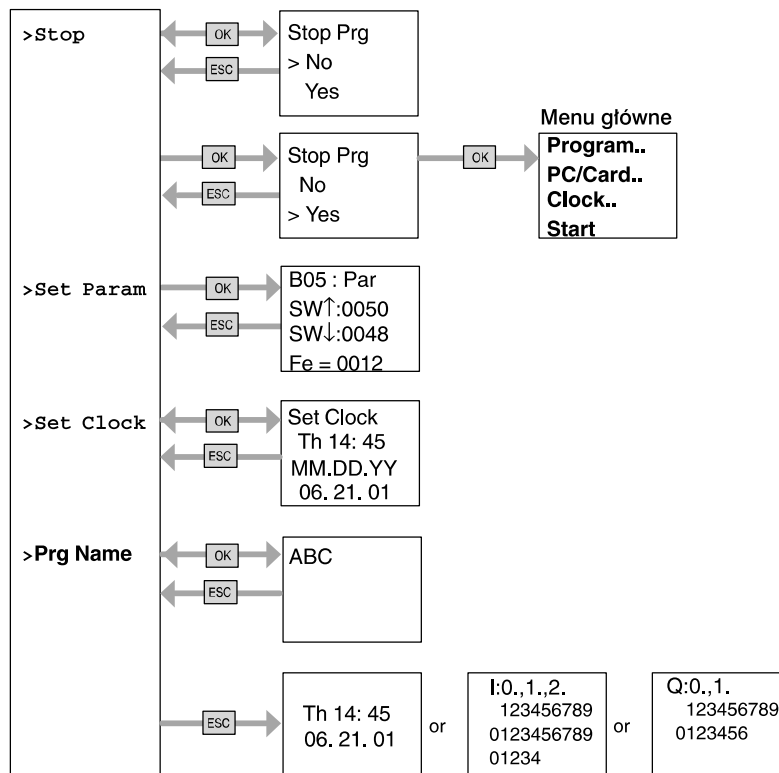 >Stop
OK
ESC
Stop Prg
> No
Yes
OK
ESC
Stop Prg
No
> Yes
OK
Menu główne
Program..
PC/Card..
Clock..
Start
>Set Param
OK
ESC
B05 : Par
SW↑:0050
SW↓:0048
Fe = 0012
>Set Clock
OK
ESC
Set Clock
Th 14: 45
MM.DD.YY
06. 21. 01
>Prg Name
OK
ESC
ABC
ESC
Th 14: 45
06. 21. 01
or
I:0.,1.,2.
123456789
0123456789
01234
or
Q:0.,1.
123456789
0123456